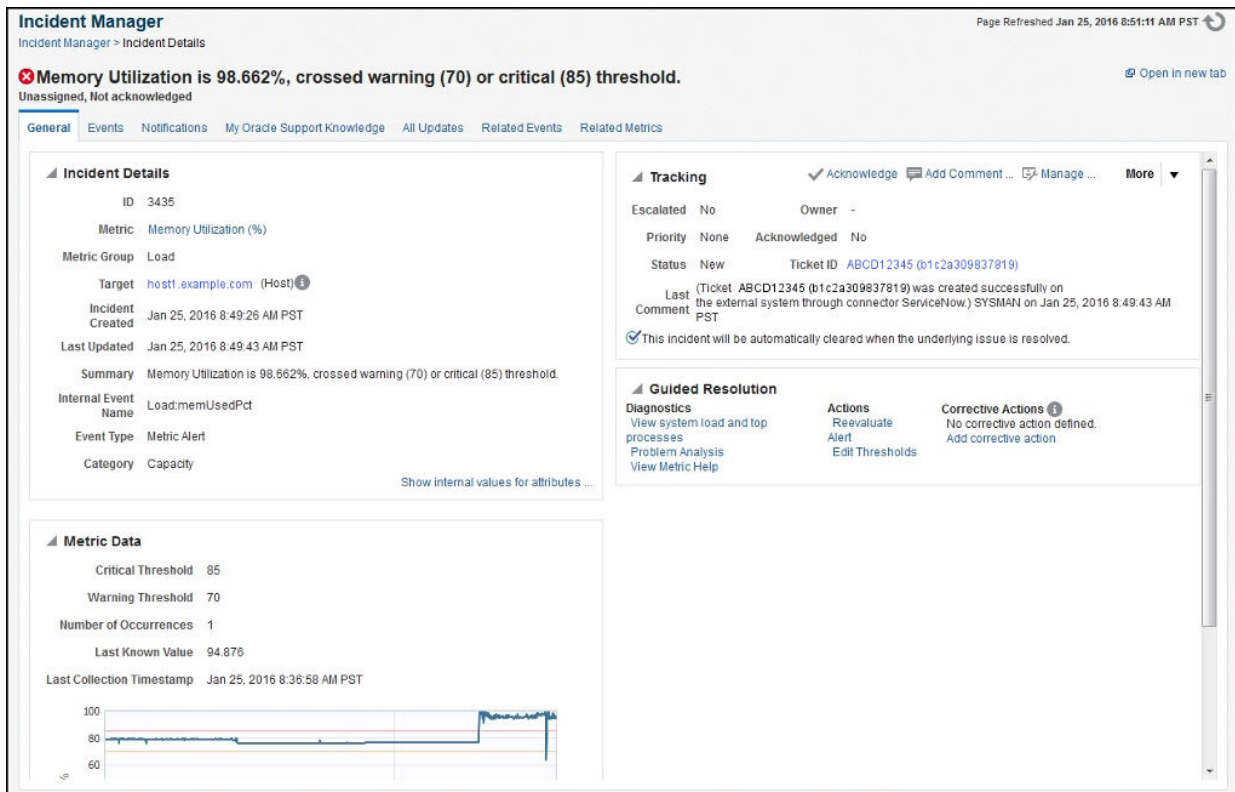 Incident Manager
Page Refreshed Jan 25, 2016 8:51:11 AM PST
Incident Manager > Incident Details
Memory Utilization is 98.662%, crossed warning (70) or critical (85) threshold.
Open in new tab
Unassigned, Not acknowledged
General Events Notifications My Oracle Support Knowledge All Updates Related Events Related Metrics
Incident Details
ID 3435
Metric Memory Utilization (%)
Metric Group Load
Target host1.example.com (Host)
Incident Created Jan 25, 2016 8:49:26 AM PST
Last Updated Jan 25, 2016 8:49:43 AM PST
Summary Memory Utilization is 98.662%, crossed warning (70) or critical (85) threshold.
Internal Event Name Load:memUsedPct
Event Type Metric Alert
Category Capacity
Show internal values for attributes ...
Tracking
Acknowledge Add Comment ... Manage ... More
Escalated No Owner -
Priority None Acknowledged No
Status New Ticket ID ABCD12345 (b1c2a309837819)
Last Comment (Ticket ABCD12345 (b1c2a309837819) was created successfully on
the external system through connector ServiceNow.) SYSMAN on Jan 25, 2016 8:49:43 AM
PST
This incident will be automatically cleared when the underlying issue is resolved.
Guided Resolution
Diagnostics
View system load and top
processes
Problem Analysis
View Metric Help
Actions
Reevaluate
Alert
Edit Thresholds
Corrective Actions
No corrective action defined.
Add corrective action
Metric Data
Critical Threshold 85
Warning Threshold 70
Number of Occurrences 1
Last Known Value 94.876
Last Collection Timestamp Jan 25, 2016 8:36:58 AM PST
100
80
60